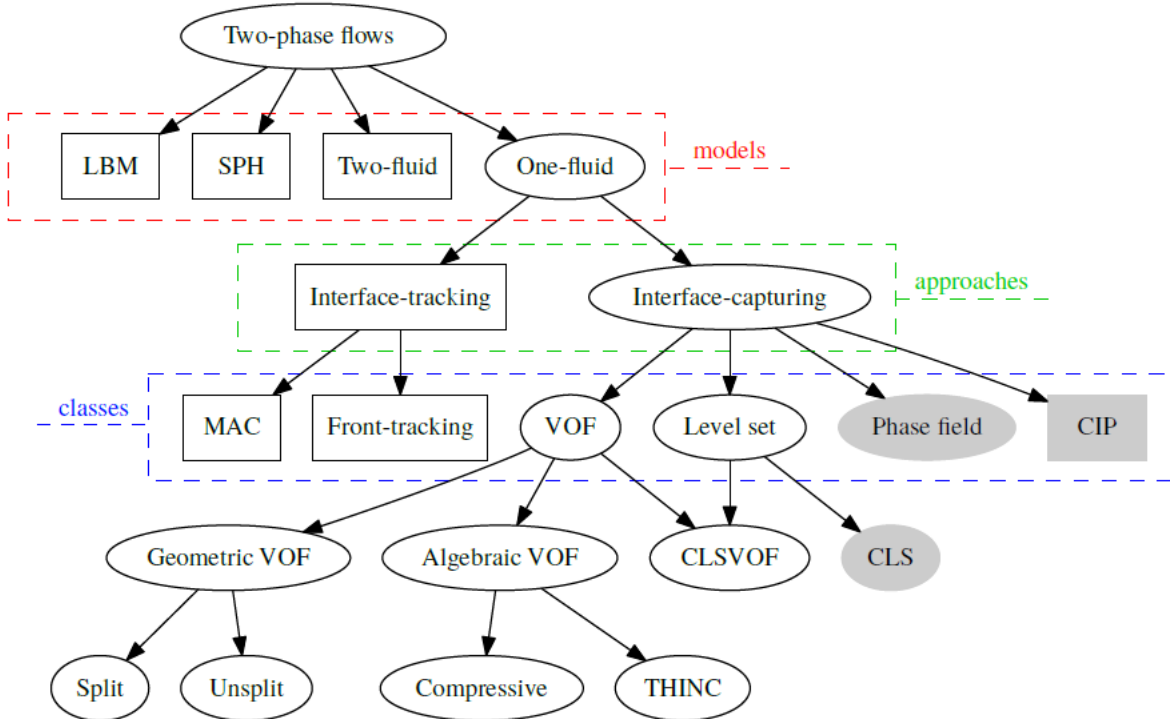 Two-phase flows
LBM
SPH
Two-fluid
One-fluid
models
Interface-tracking
Interface-capturing
approaches
classes
MAC
Front-tracking
VOF
Level set
Phase field
CIP
Geometric VOF
Algebraic VOF
CLSVOF
CLS
Split
Unsplit
Compressive
THINC